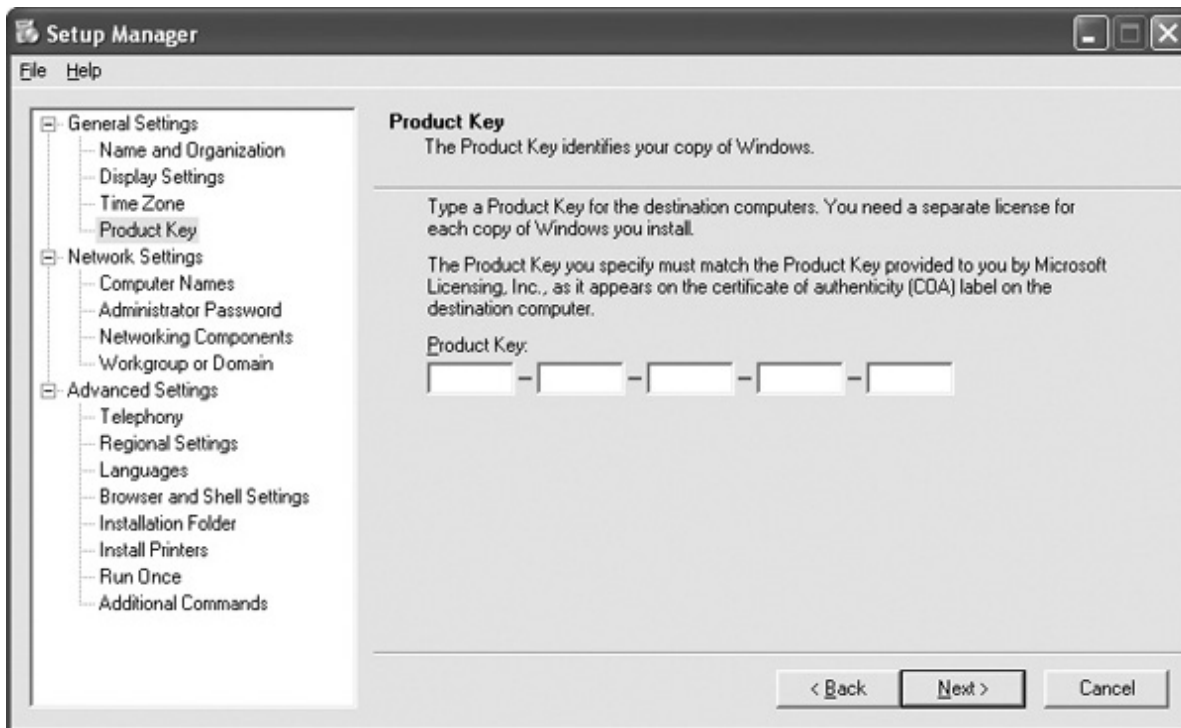 Setup Manager
File Help
General Settings
Name and Organization
Display Settings
Time Zone
Product Key
Network Settings
Computer Names
Administrator Password
Networking Components
Workgroup or Domain
Advanced Settings
Telephony
Regional Settings
Languages
Browser and Shell Settings
Installation Folder
Install Printers
Run Once
Additional Commands
Product Key
The Product Key identifies your copy of Windows.
Type a Product Key for the destination computers. You need a separate license for
each copy of Windows you install.
The Product Key you specify must match the Product Key provided to you by Microsoft
Licensing, Inc., as it appears on the certificate of authenticity (COA) label on the
destination computer.
Product Key:
< Back Next > Cancel